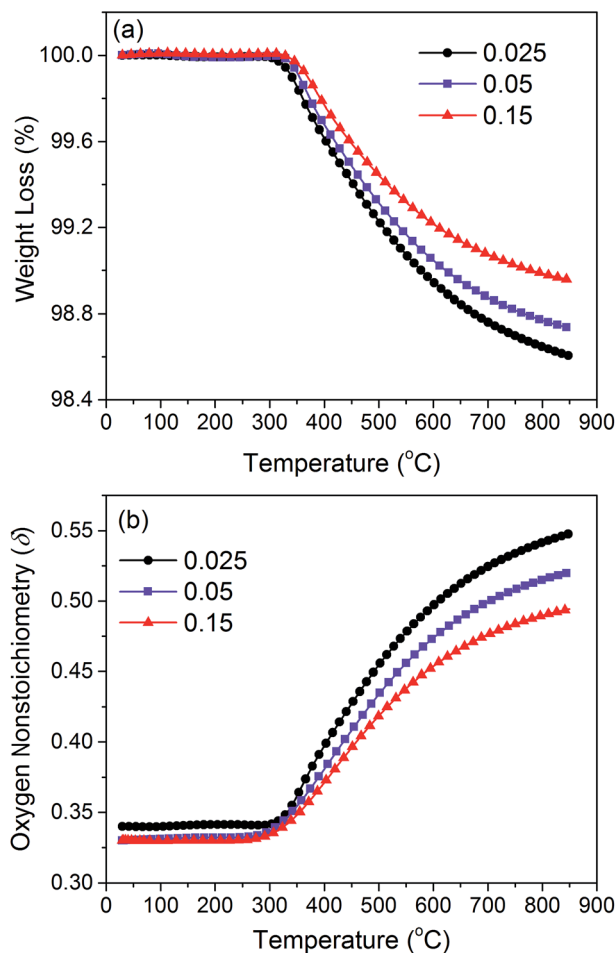 (a)
0.025
0.05
0.15
100.0
99.6
99.2
98.8
98.4
Weight Loss (%)
0 100 200 300 400 500 600 700 800 900
Temperature (°C)
(b)
0.025
0.05
0.15
0.55
0.50
0.45
0.40
0.35
0.30
Oxygen Nonstoichiometry (δ)
0 100 200 300 400 500 600 700 800 900
Temperature (°C)